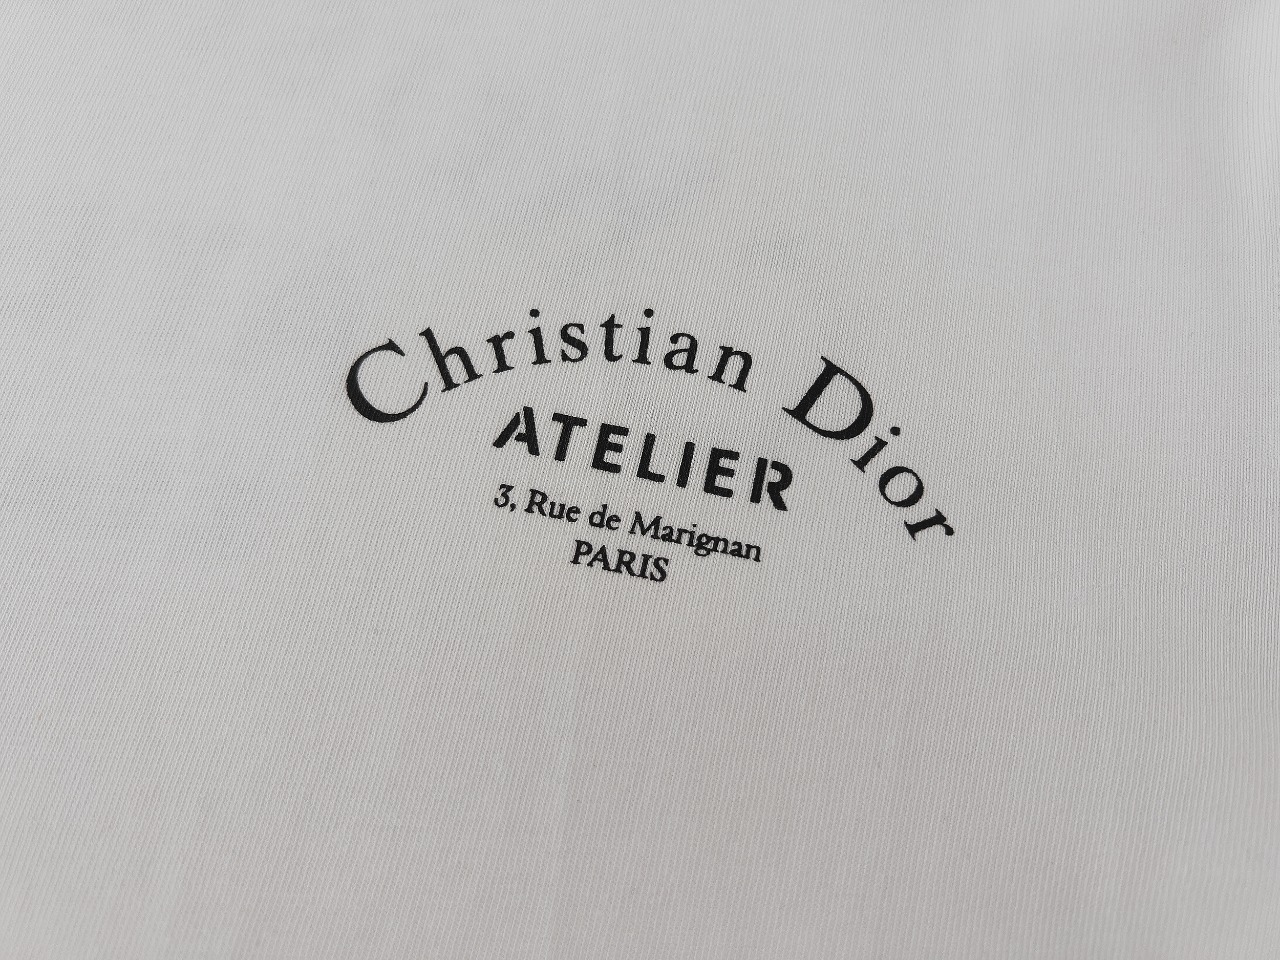 Christian Dior
ATELIER
3, Rue de Marignan
PARIS